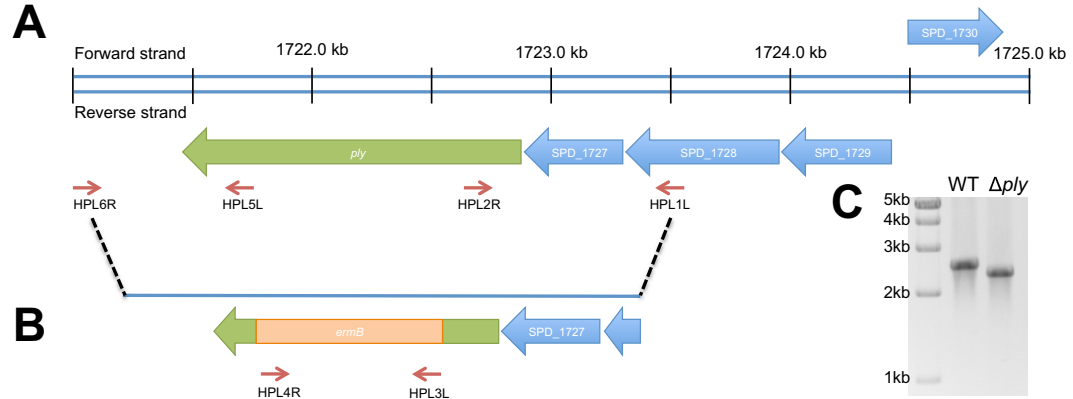 A
SPD_1730
Forward strand
1722.0 kb
1723.0 kb
1724.0 kb
1725.0 kb
Reverse strand
ply
SPD_1727
SPD_1728
SPD_1729
HPL6R
HPL5L
HPL2R
HPL1L
B
ermB
SPD_1727
HPL4R
HPL3L
C
WT
Δply
5kb
4kb
3kb
2kb
1kb